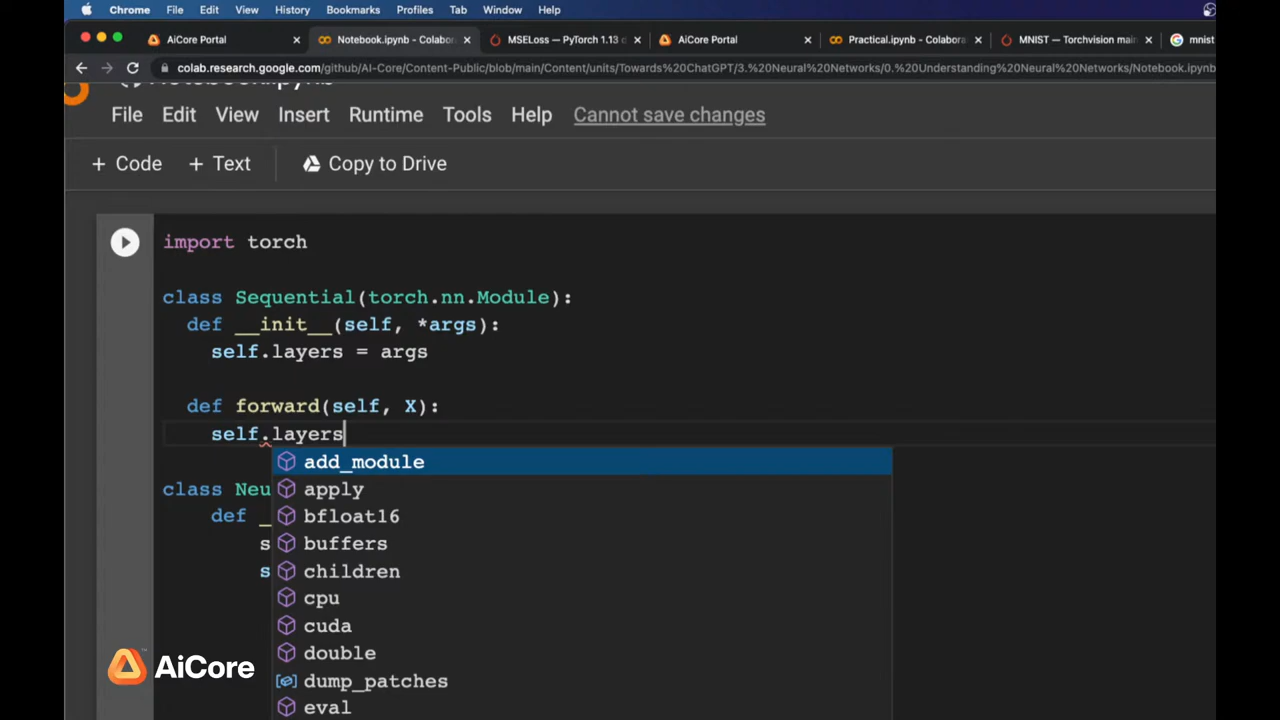 Chrome File Edit View History Bookmarks Profiles Tab Window Help
AiCore Portal × Notebook.ipynb - Colabor × MSELoss — PyTorch 1.13 d × AiCore Portal × Practical.ipynb - Colabora × MNIST — Torchvision main × mnist
colab.research.google.com/github/AI-Core/Content-Public/blob/main/Content/units/Towards%20ChatGPT/3.%20Neural%20Networks/0.%20Understanding%20Neural%20Networks/Notebook.ipynb
Notebook.ipynb
File Edit View Insert Runtime Tools Help Cannot save changes
+ Code + Text Copy to Drive
import torch
class Sequential(torch.nn.Module):
def __init__(self, *args):
self.layers = args
def forward(self, X):
self.layers
add_module
class Neu
apply
def _
bfloat16
s
buffers
s
children
cpu
cuda
double
dump_patches
eval
AiCore